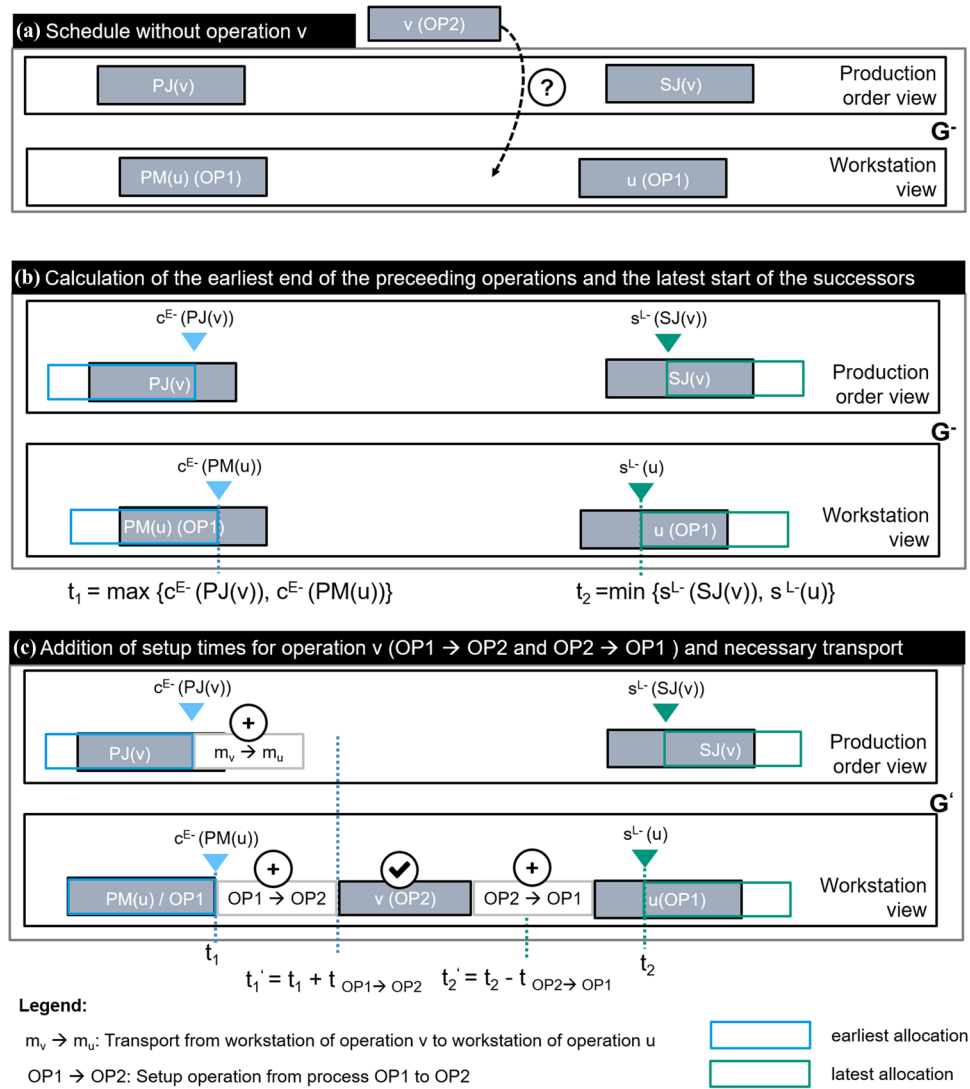 (a) Schedule without operation v
v (OP2)
PJ(v)
?
SJ(v)
Production
order view
G-
PM(u) (OP1)
u (OP1)
Workstation
view
(b) Calculation of the earliest end of the preceeding operations and the latest start of the successors
cE- (PJ(v))
sL- (SJ(v))
PJ(v)
SJ(v)
Production
order view
G-
cE- (PM(u))
sL- (u)
PM(u) (OP1)
u (OP1)
Workstation
view
t1 = max {cE- (PJ(v)), cE- (PM(u))}
t2 =min {sL- (SJ(v)), s L-(u)}
(c) Addition of setup times for operation v (OP1 → OP2 and OP2 → OP1 ) and necessary transport
cE- (PJ(v))
sL- (SJ(v))
+
PJ(v)
mv → mu
SJ(v)
Production
order view
G‘
cE- (PM(u))
sL- (u)
+
+
PM(u) / OP1
OP1 → OP2
v (OP2)
OP2 → OP1
u(OP1)
Workstation
view
t1
t2
t1‘ = t1 + t OP1→ OP2
t2‘ = t2 - t OP2→ OP1
Legend:
mv → mu: Transport from workstation of operation v to workstation of operation u
earliest allocation
OP1 → OP2: Setup operation from process OP1 to OP2
latest allocation